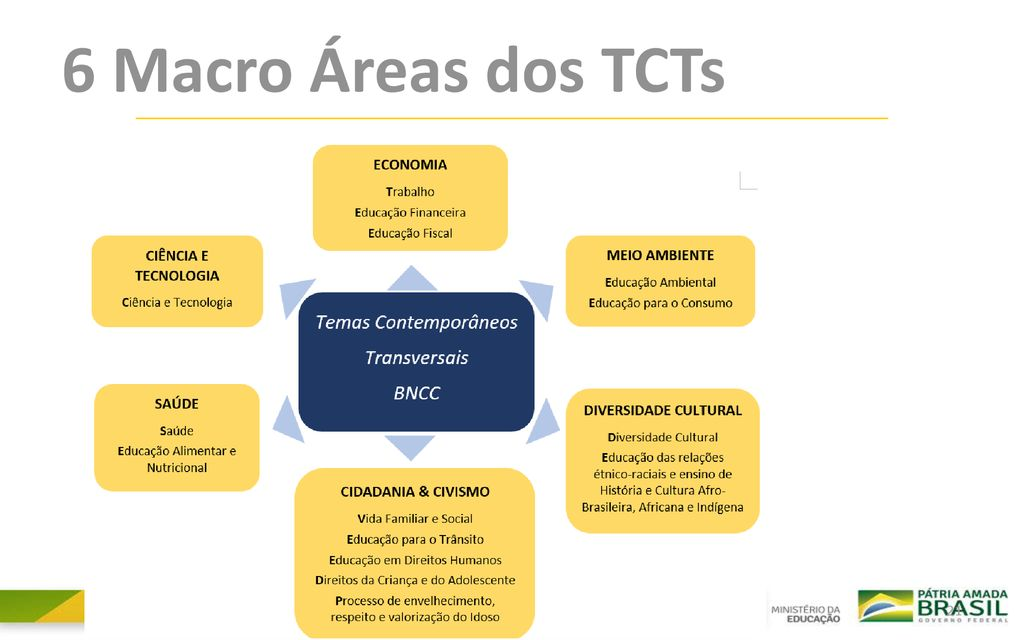 6 Macro Áreas dos TCTs
ECONOMIA
Trabalho
Educação Financeira
Educação Fiscal
CIÊNCIA E
TECNOLOGIA
Ciência e Tecnologia
MEIO AMBIENTE
Educação Ambiental
Educação para o Consumo
Temas Contemporâneos
Transversais
BNCC
SAÚDE
Saúde
Educação Alimentar e
Nutricional
DIVERSIDADE CULTURAL
Diversidade Cultural
Educação das relações
étnico-raciais e ensino de
História e Cultura Afro-
Brasileira, Africana e Indígena
CIDADANIA & CIVISMO
Vida Familiar e Social
Educação para o Trânsito
Educação em Direitos Humanos
Direitos da Criança e do Adolescente
Processo de envelhecimento,
respeito e valorização do Idoso
MINISTÉRIO DA
EDUCAÇÃO
PÁTRIA AMADA
BRASIL
GOVERNO FEDERAL